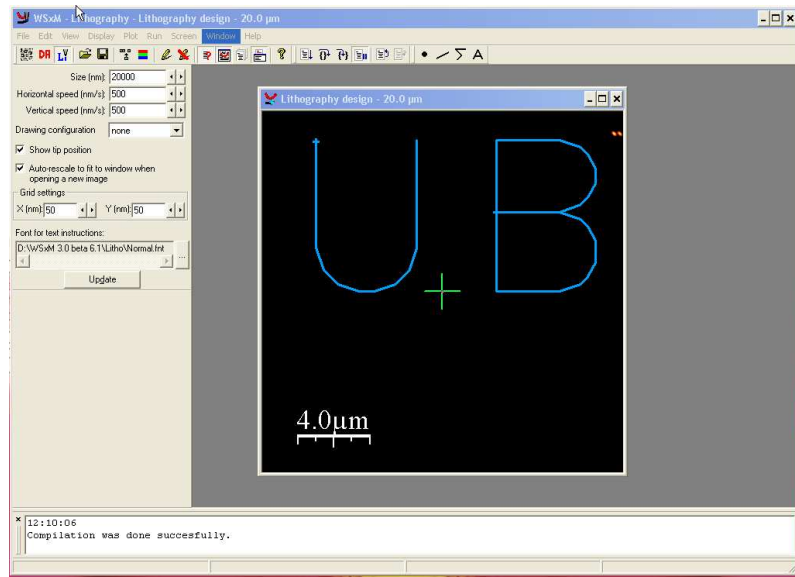 WSxM - Lithography - Lithography design - 20.0 µm
File Edit View Display Plot Run Screen Window Help
Size (nm): 20000
Horizontal speed (nm/s): 500
Vertical speed (nm/s): 500
Drawing configuration none
Show tip position
Auto-rescale to fit to window when
opening a new image
Grid settings
X (nm): 50 Y (nm): 50
Font for text instructions:
D:\WSxM 3.0 beta 6.1\Litho\Normal.fnt
...
Update
Lithography design - 20.0 µm
U B
4.0µm
12:10:06
Compilation was done succesfully.